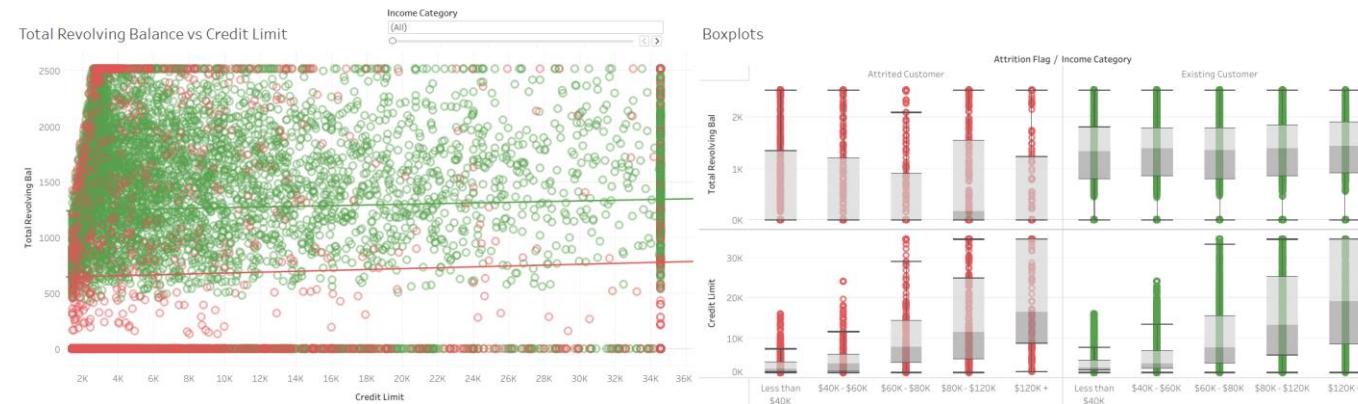 Income Category
(All)
Total Revolving Balance vs Credit Limit
Total Revolving Bal
2500
2000
1500
1000
500
0
2K 4K 6K 8K 10K 12K 14K 16K 18K 20K 22K 24K 26K 28K 30K 32K 34K 36K
Credit Limit
Boxplots
Attrition Flag / Income Category
Attrited Customer Existing Customer
Total Revolving Bal
2K
1K
0K
Credit Limit
30K
20K
10K
0K
Less than $40K - $60K $60K - $80K $80K - $120K $120K + Less than $40K - $60K $60K - $80K $80K - $120K $120K
$40K $40K